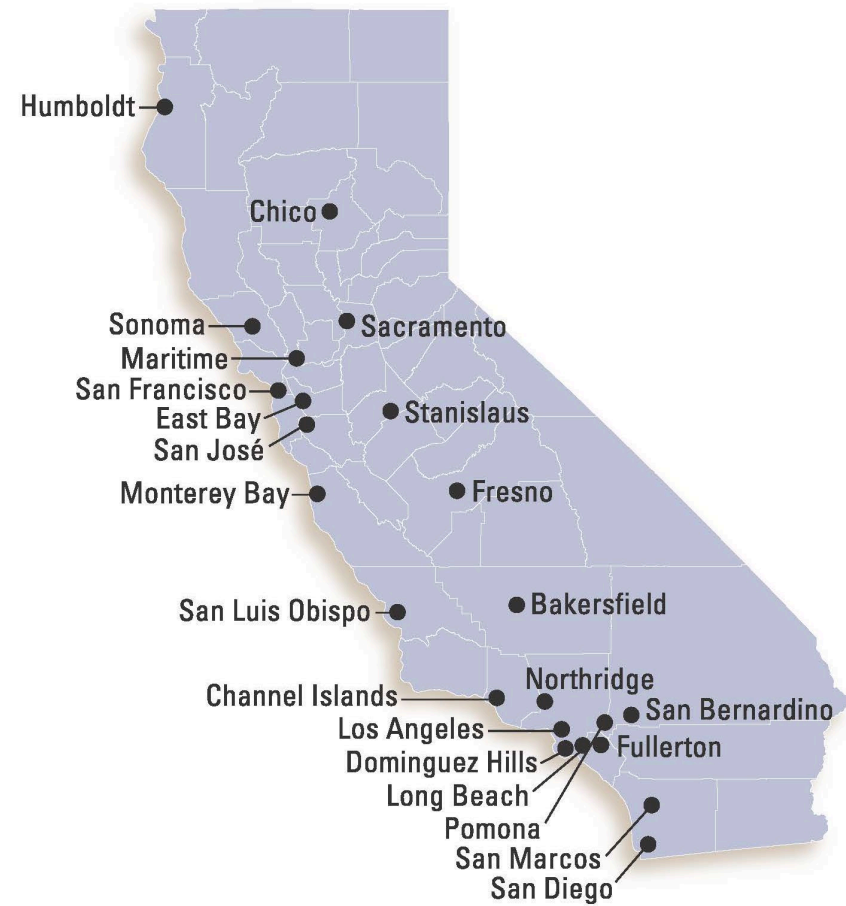 Humboldt
Chico
Sonoma
Sacramento
Maritime
San Francisco
East Bay
Stanislaus
San José
Monterey Bay
Fresno
San Luis Obispo
Bakersfield
Northridge
Channel Islands
San Bernardino
Los Angeles
Fullerton
Dominguez Hills
Long Beach
Pomona
San Marcos
San Diego